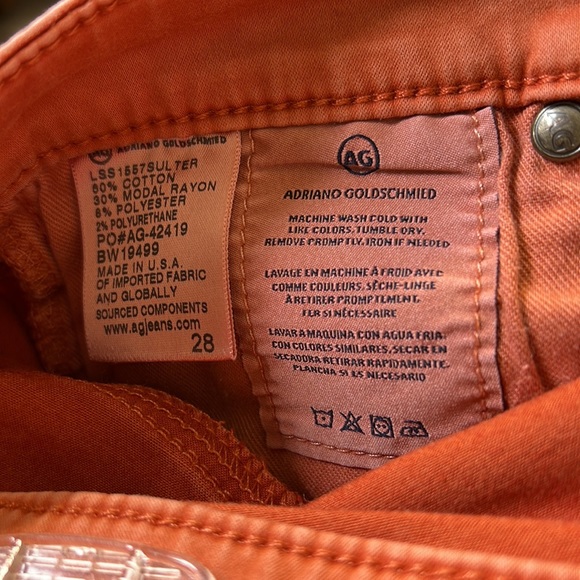 AG ADRIANO GOLDSCHMIED
LSS1557SULTER
60% COTTON
30% MODAL RAYON
8% POLYESTER
2% POLYURETHANE
PO#AG-42419
BW19499
MADE IN U.S.A.
OF IMPORTED FABRIC
AND GLOBALLY
SOURCED COMPONENTS
www.agjeans.com
28
AG
ADRIANO GOLDSCHMIED
MACHINE WASH COLD WITH
LIKE COLORS. TUMBLE DRY.
REMOVE PROMPTLY. IRON IF NEEDED
LAVAGE EN MACHINE À FROID AVEC
COMME COULEURS. SÈCHE-LINGE
À RETIRER PROMPTEMENT.
FER SI NÉCESSAIRE
LAVAR A MAQUINA CON AGUA FRIA
CON COLORES SIMILARES. SECAR EN
SECADORA RETIRAR RAPIDAMENTE.
PLANCHA SI ES NECESARIO